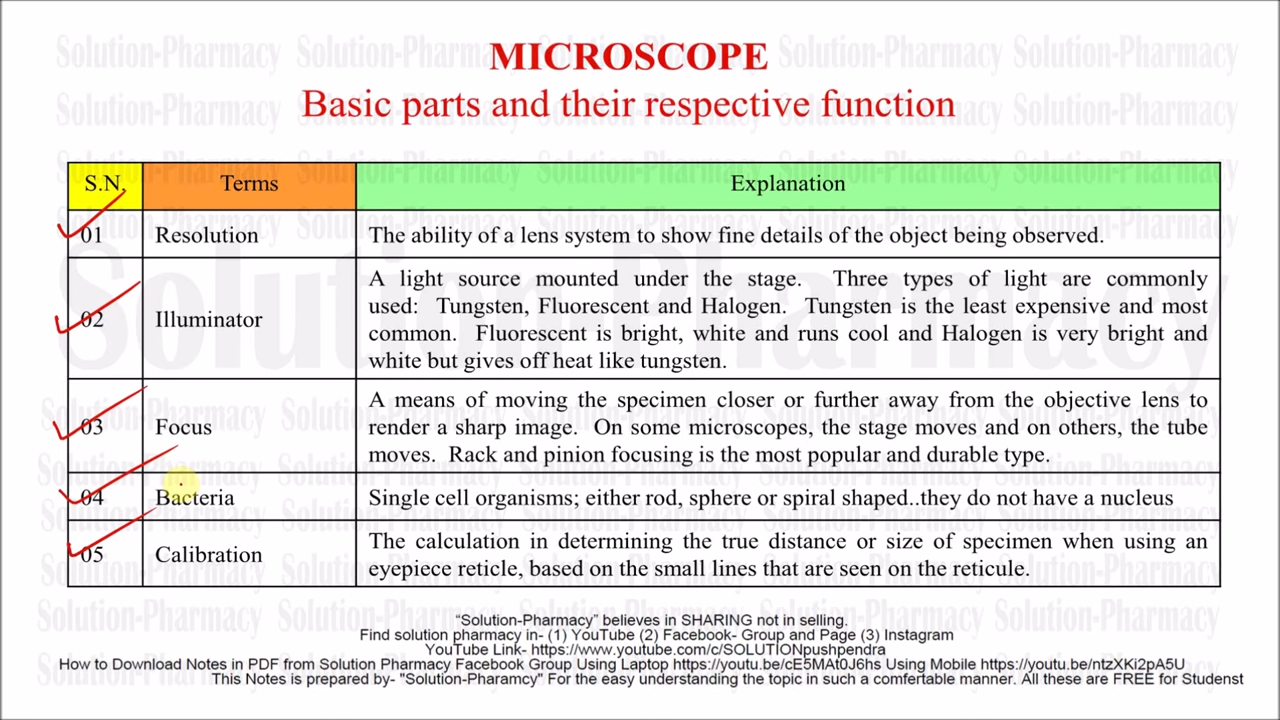 MICROSCOPE
Basic parts and their respective function
S.N. Terms Explanation
01 Resolution The ability of a lens system to show fine details of the object being observed.
02 Illuminator A light source mounted under the stage. Three types of light are commonly
used: Tungsten, Fluorescent and Halogen. Tungsten is the least expensive and most
common. Fluorescent is bright, white and runs cool and Halogen is very bright and
white but gives off heat like tungsten.
03 Focus A means of moving the specimen closer or further away from the objective lens to
render a sharp image. On some microscopes, the stage moves and on others, the tube
moves. Rack and pinion focusing is the most popular and durable type.
04 Bacteria Single cell organisms; either rod, sphere or spiral shaped..they do not have a nucleus
05 Calibration The calculation in determining the true distance or size of specimen when using an
eyepiece reticle, based on the small lines that are seen on the reticule.
“Solution-Pharmacy” believes in SHARING not in selling.
Find solution pharmacy in- (1) YouTube (2) Facebook- Group and Page (3) Instagram
YouTube Link- https://www.youtube.com/c/SOLUTIONpushpendra
How to Download Notes in PDF from Solution Pharmacy Facebook Group Using Laptop https://youtu.be/cE5MAt0J6hs Using Mobile https://youtu.be/ntzXKi2pA5U
This Notes is prepared by- "Solution-Pharamcy" For the easy understanding the topic in such a comfertable manner. All these are FREE for Studenst